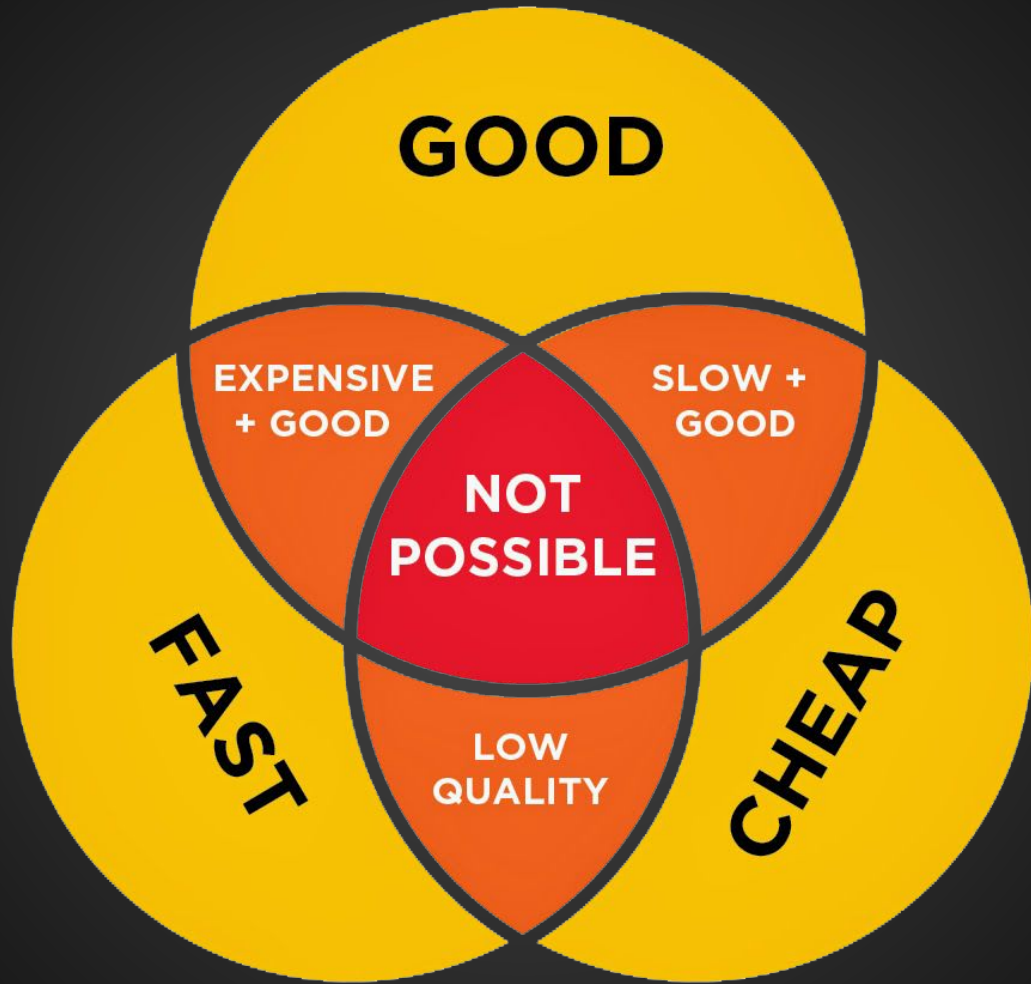 GOOD
EXPENSIVE
+ GOOD
SLOW +
GOOD
NOT
POSSIBLE
FAST
CHEAP
LOW
QUALITY